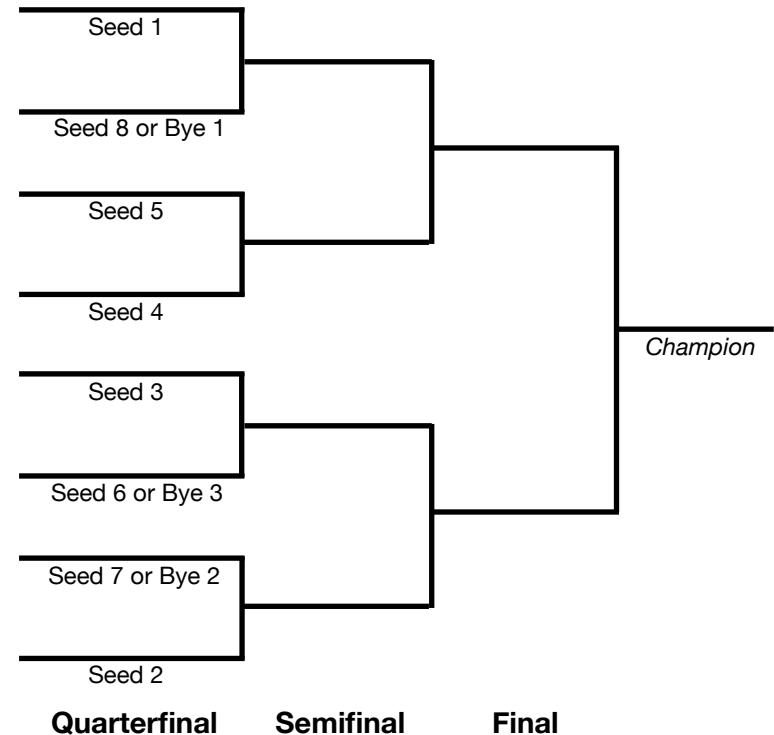 Seed 1
Seed 8 or Bye 1
Seed 5
Seed 4
Champion
Seed 3
Seed 6 or Bye 3
Seed 7 or Bye 2
Seed 2
Quarterfinal Semifinal Final